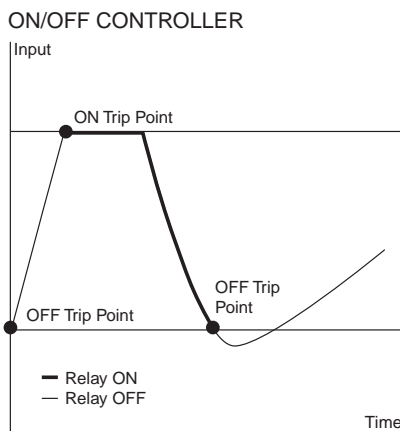 ON/OFF CONTROLLER
Input
ON Trip Point
OFF Trip
Point
OFF Trip Point
Relay ON
Relay OFF
Time